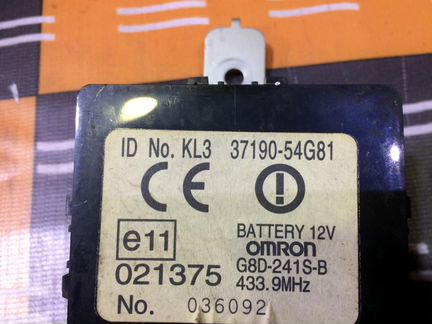 ID No. KL3 37190-54G81
CE
e11
BATTERY 12V
OMRON
021375
G8D-241S-B
433.9MHz
No. 036092